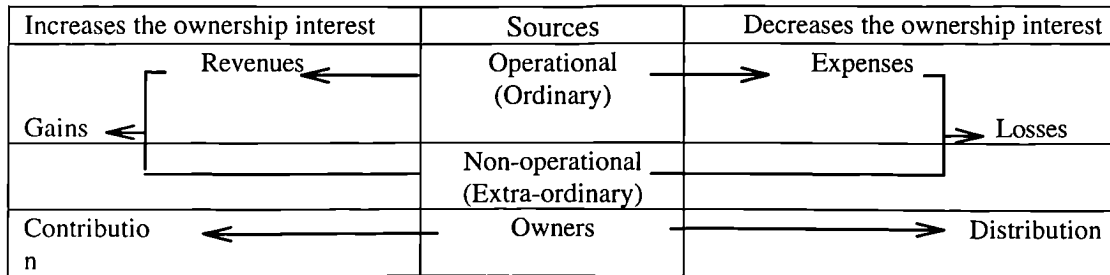 Increases the ownership interest Sources Decreases the ownership interest
Revenues Operational Expenses
(Ordinary)
Gains Losses
Non-operational
(Extra-ordinary)
Contributio Owners Distribution
n